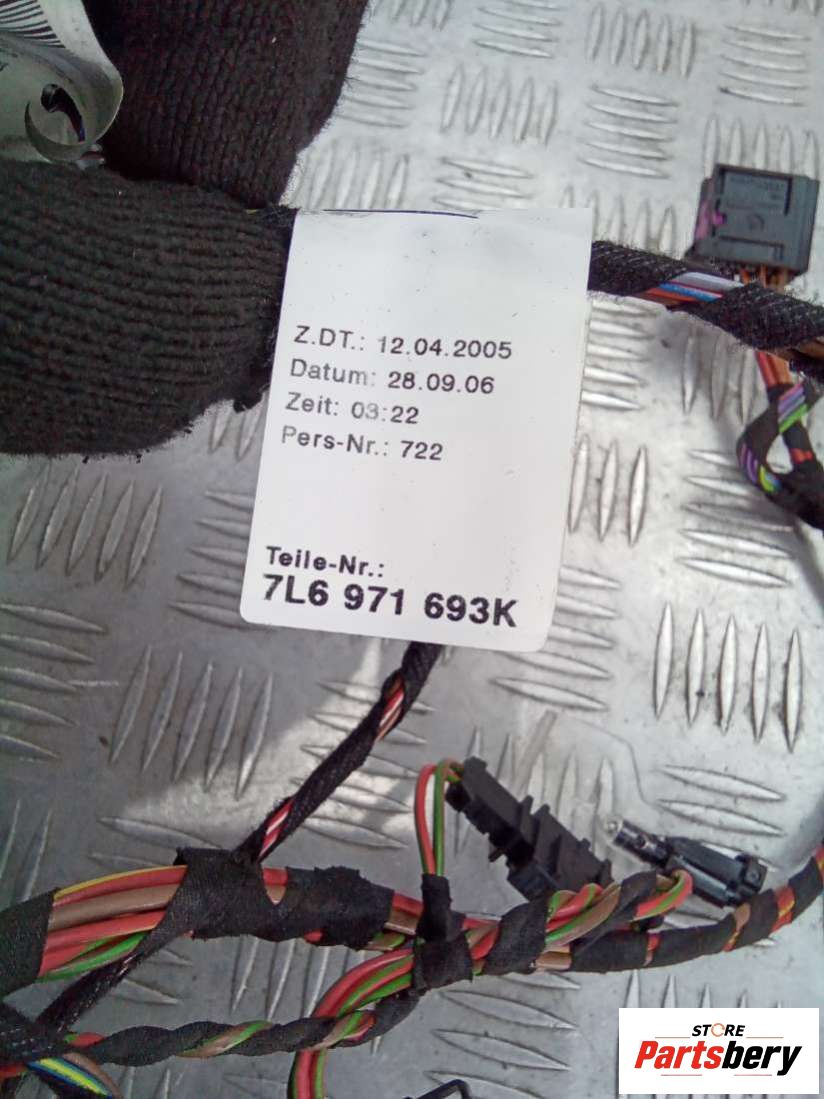 Z.DT.: 12.04.2005
Datum: 28.09.06
Zeit: 03:22
Pers-Nr.: 722
Teile-Nr.:
7L6 971 693K
STORE
Partsbery